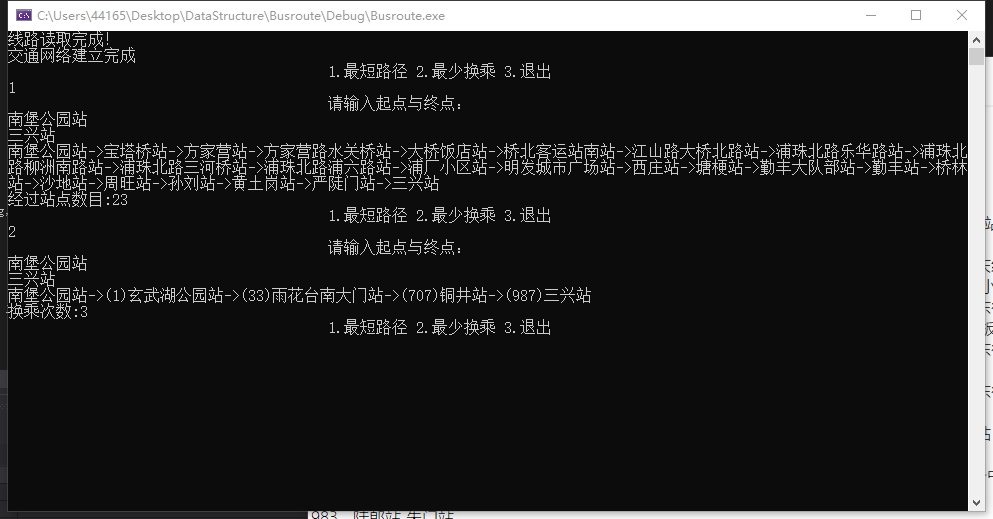 C:\Users\44165\Desktop\DataStructure\Busroute\Debug\Busroute.exe
线路读取完成!
交通网络建立完成
1.最短路径 2.最少换乘 3.退出
1
请输入起点与终点:
南堡公园站
三兴站
南堡公园站->宝塔桥站->方家营站->方家营路水关桥站->大桥饭店站->桥北客运站南站->江山路大桥北路站->浦珠北路乐华路站->浦珠北
路柳洲南路站->浦珠北路三河桥站->浦珠北路浦六路站->浦厂小区站->明发城市广场站->西庄站->塘梗站->勤丰大队部站->勤丰站->桥林
站->沙地站->周旺站->孙刘站->黄土岗站->严陡门站->三兴站
经过站点数目:23
1.最短路径 2.最少换乘 3.退出
2
请输入起点与终点:
南堡公园站
三兴站
南堡公园站->(1)玄武湖公园站->(33)雨花台南大门站->(707)铜井站->(987)三兴站
换乘次数:3
1.最短路径 2.最少换乘 3.退出